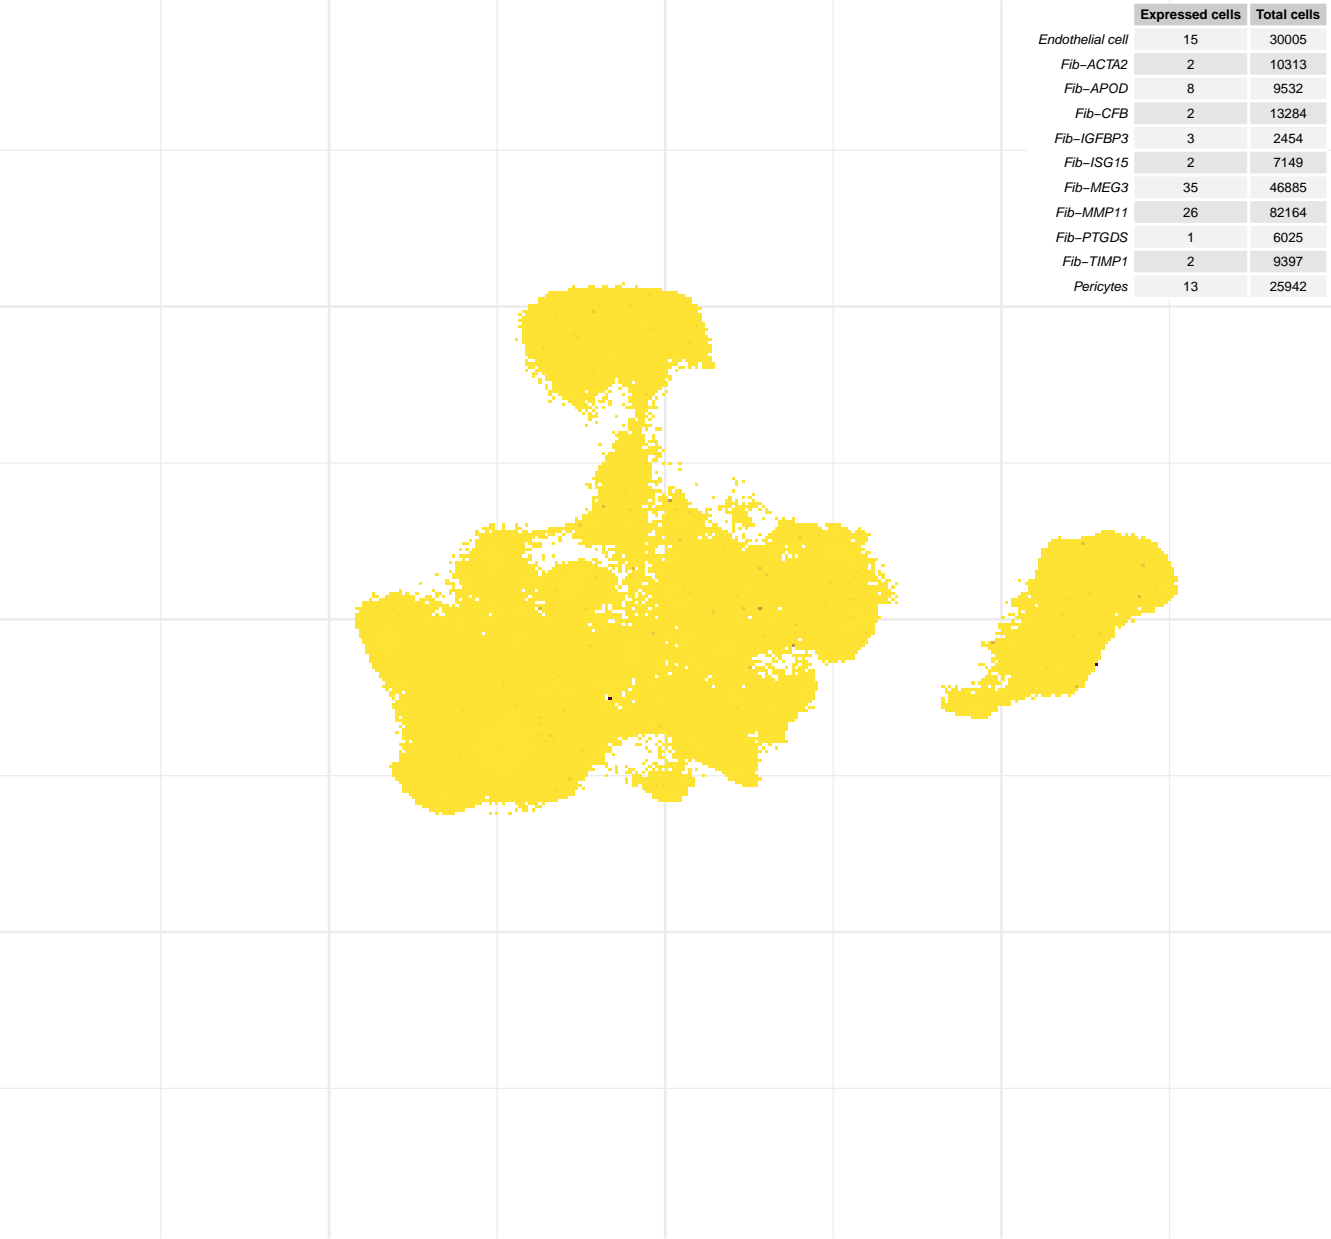 Expressed cells Total cells
Endothelial cell 15 30005
Fib−ACTA2 2 10313
Fib−APOD 8 9532
Fib−CFB 2 13284
Fib−IGFBP3 3 2454
Fib−ISG15 2 7149
Fib−MEG3 35 46885
Fib−MMP11 26 82164
Fib−PTGDS 1 6025
Fib−TIMP1 2 9397
Pericytes 13 25942